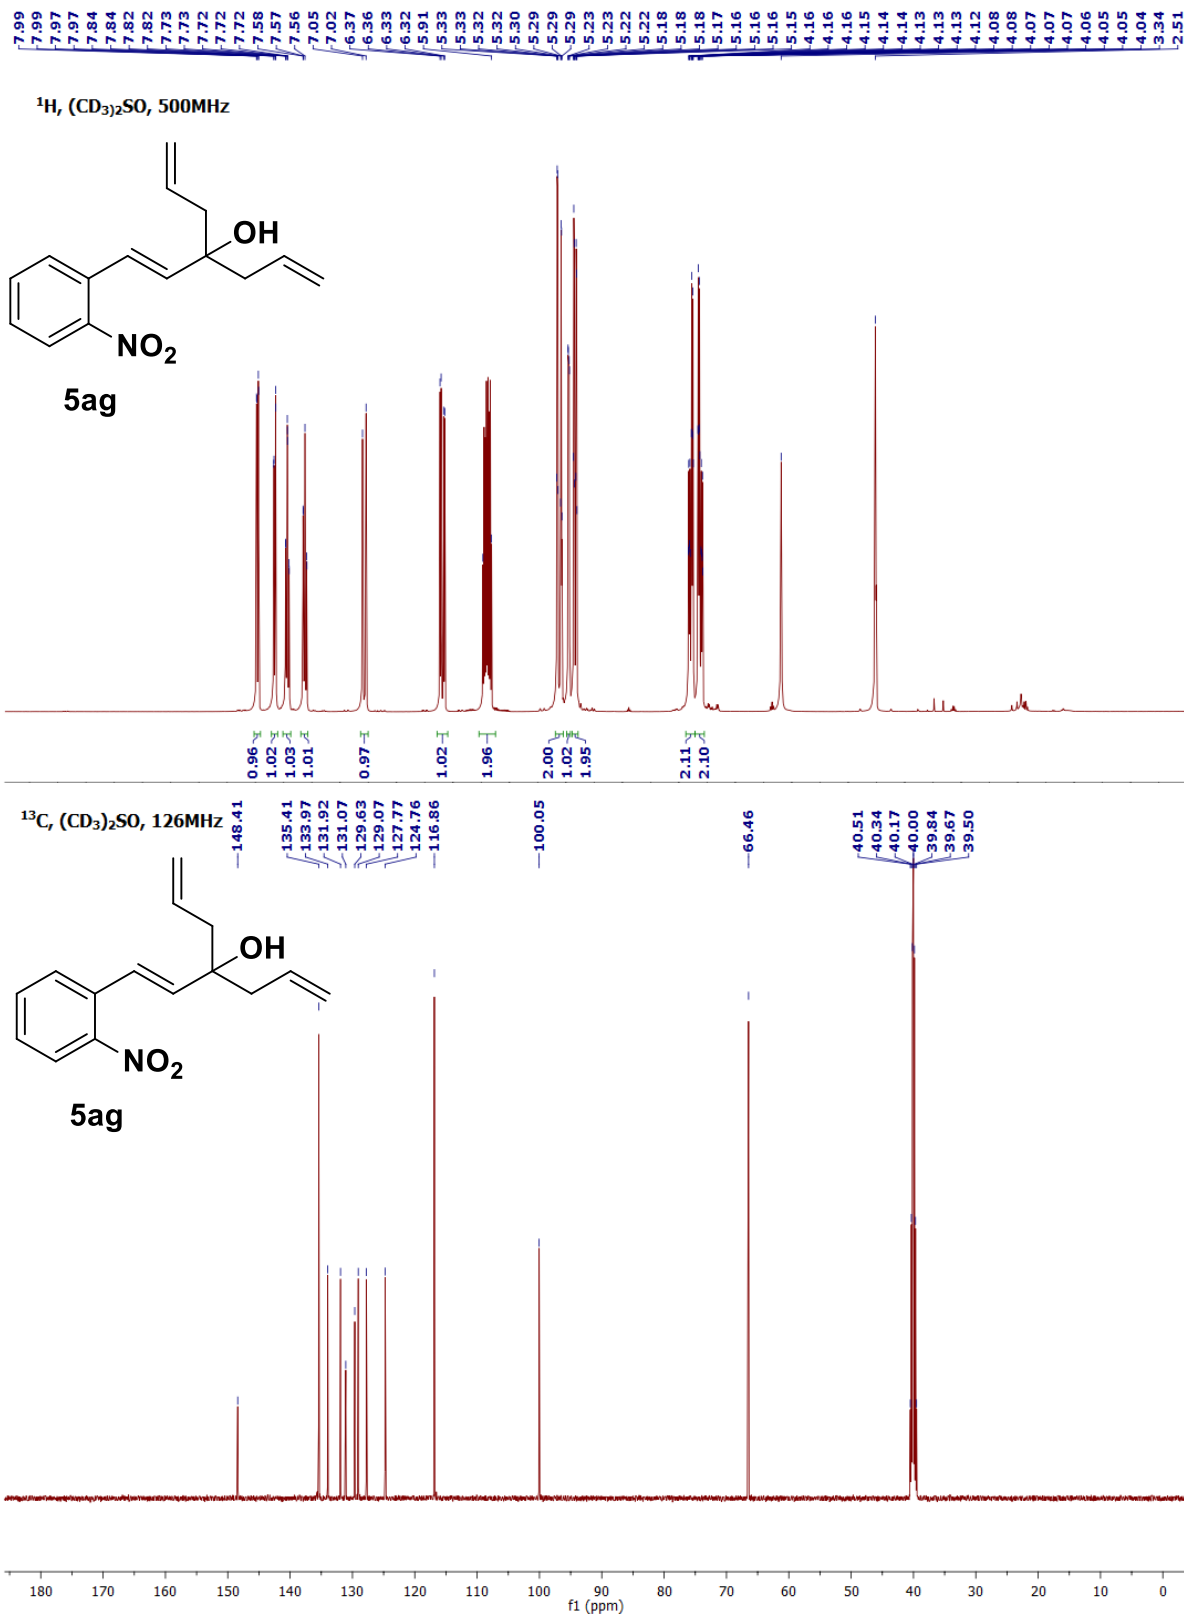 7.99 7.99 7.97 7.97 7.84 7.84 7.82 7.82 7.73 7.73 7.72 7.72 7.72 7.58 7.57 7.56 7.05 7.02 6.37 6.36 6.33 6.32 5.91 5.33 5.33 5.32 5.32 5.30 5.29 5.29 5.29 5.23 5.23 5.22 5.22 5.18 5.18 5.18 5.17 5.16 5.16 5.16 5.15 4.16 4.16 4.16 4.15 4.14 4.14 4.13 4.13 4.13 4.12 4.08 4.08 4.07 4.07 4.06 4.05 4.05 4.04 3.34 2.51
¹H, (CD₃)₂SO, 500MHz
OH
NO₂
5ag
0.96 1.02 1.03 1.01 0.97 1.02 1.96 2.00 1.02 1.95 2.11 2.10
¹³C, (CD₃)₂SO, 126MHz
148.41 135.41 133.97 131.92 131.07 129.63 129.07 127.77 124.76 116.86 100.05 66.46 40.51 40.34 40.17 40.00 39.84 39.67 39.50
OH
NO₂
5ag
180 170 160 150 140 130 120 110 100 90 80 70 60 50 40 30 20 10 0
f1 (ppm)